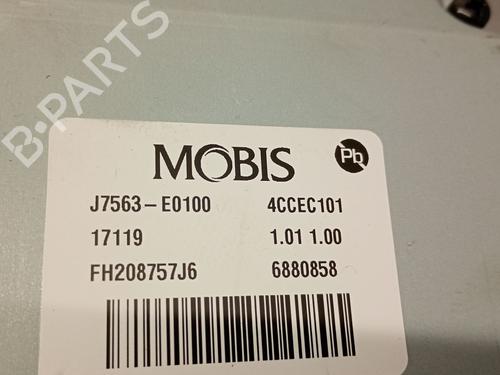 B-PARTS
MOBIS
Pb
J7563-E0100 4CCEC101
17119 1.01 1.00
FH208757J6 6880858